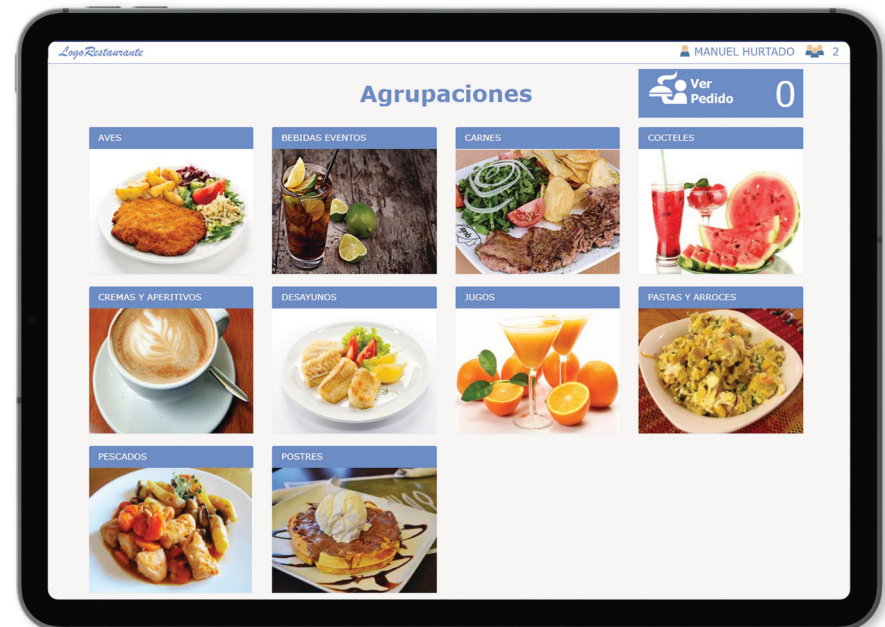 LogoRestaurante
MANUEL HURTADO 2
Agrupaciones
Ver
Pedido
0
AVES
BEBIDAS EVENTOS
CARNES
COCTELES
CREMAS Y APERITIVOS
DESAYUNOS
JUGOS
PASTAS Y ARROCES
PESCADOS
POSTRES